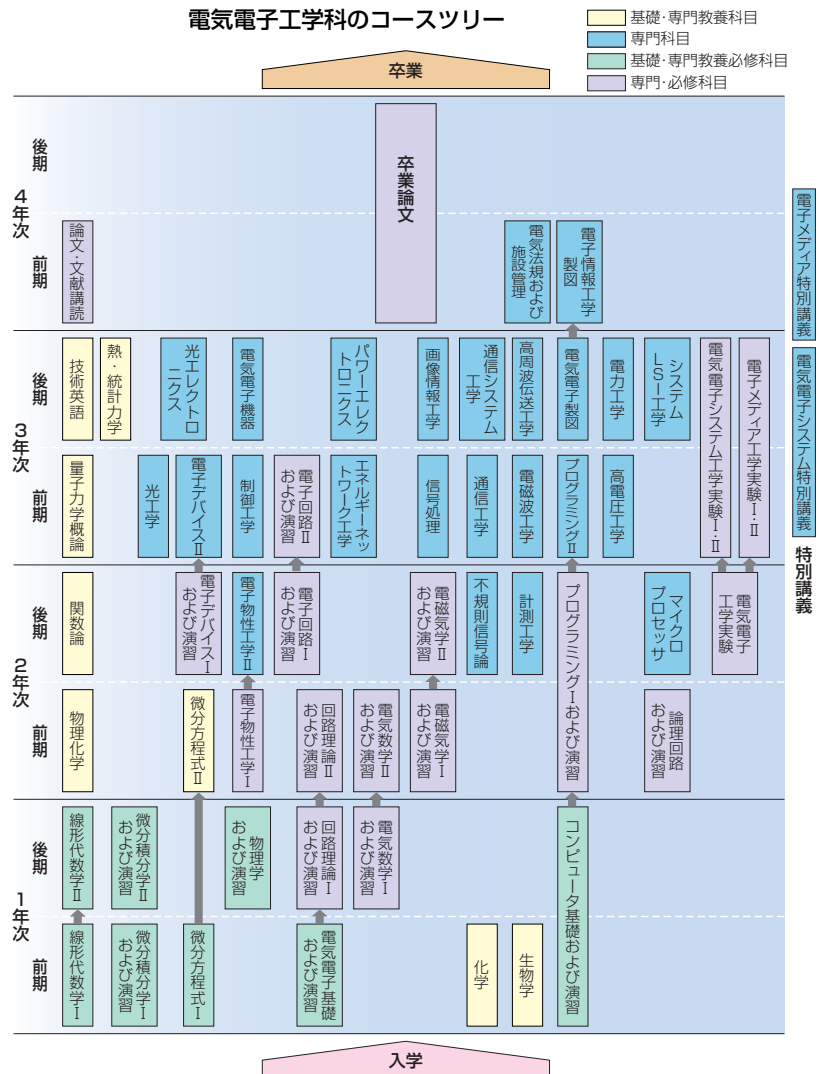 電気電子工学科のコースツリー
基礎・専門教養科目
専門科目
基礎・専門教養必修科目
専門・必修科目
卒業
4年次
後期
前期
卒業論文
論文・文献講読
電気法規および
施設管理
電子情報工学
製図
電子メディア特別講義
電気電子システム特別講義
特別講義
3年次
後期
技術英語
熱・統計力学
光エレクトロ
ニクス
電気電子機器
パワーエレク
トロニクス
画像情報工学
通信システム
工学
高周波伝送工学
電気電子製図
電力工学
システム
LSI工学
電気電子システム工学実験Ⅰ・Ⅱ
電子メディア工学実験Ⅰ・Ⅱ
前期
量子力学概論
光工学
電子デバイスⅡ
制御工学
電子回路Ⅱ
および演習
エネルギーネッ
トワーク工学
信号処理
通信工学
電磁波工学
プログラミングⅡ
高電圧工学
2年次
後期
関数論
電子デバイスⅠ
および演習
電子物性工学Ⅱ
電子回路Ⅰ
および演習
電磁気学Ⅱ
および演習
不規則信号論
計測工学
プログラミングⅠおよび演習
マイクロ
プロセッサ
電気電子
工学実験
前期
物理化学
微分方程式Ⅱ
電子物性工学Ⅰ
回路理論Ⅱ
および演習
電気数学Ⅱ
および演習
電磁気学Ⅰ
および演習
論理回路
および演習
1年次
後期
線形代数学Ⅱ
微分積分学Ⅱ
および演習
物理学
および演習
回路理論Ⅰ
および演習
電気数学Ⅰ
および演習
コンピュータ基礎および演習
前期
線形代数学Ⅰ
微分積分学Ⅰ
および演習
微分方程式Ⅰ
電気電子基礎
および演習
化学
生物学
入学